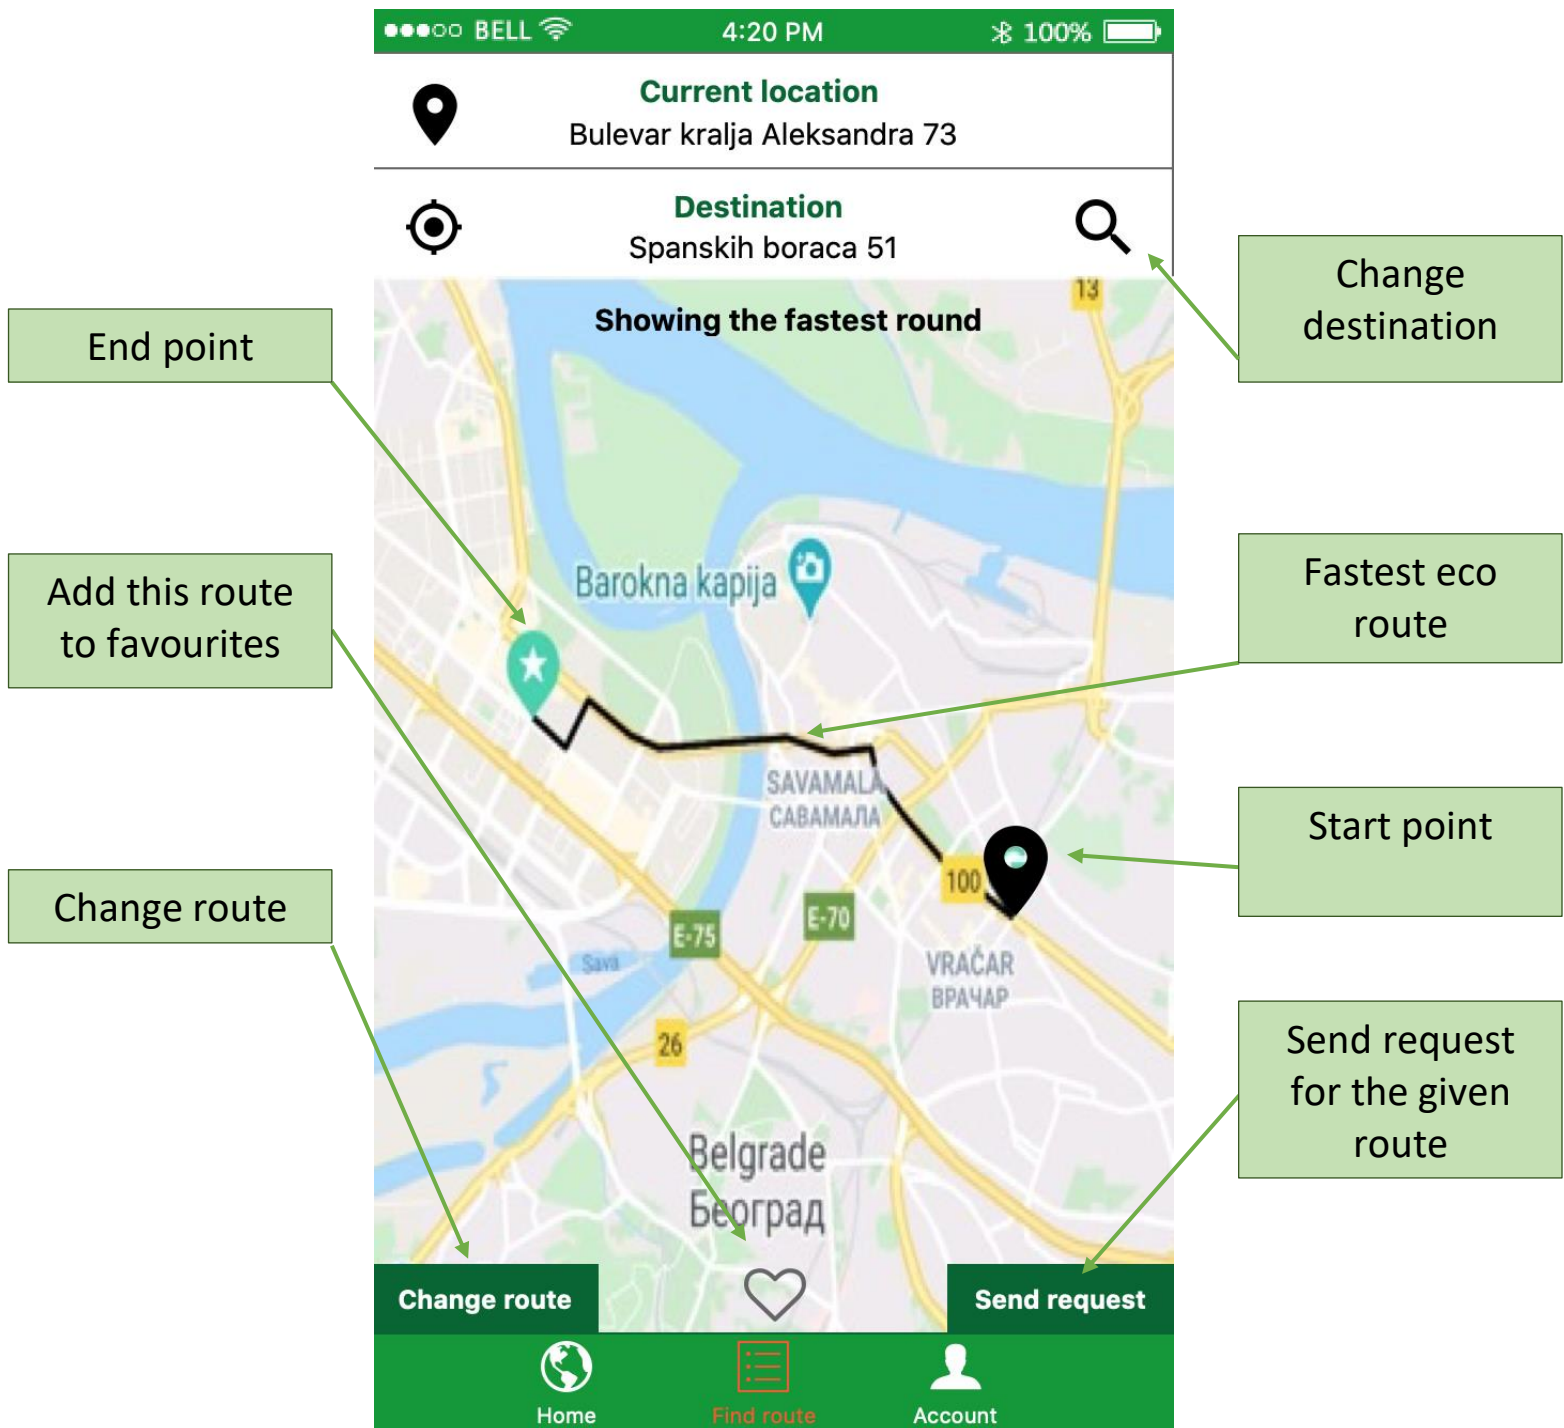 BELL
4:20 PM
100%
Current location
Bulevar kralja Aleksandra 73
Destination
Spanskih boraca 51
Change
destination
13
Showing the fastest round
End point
Barokna kapija
Fastest eco
route
Add this route
to favourites
SAVAMALA
САВАМАЛА
Start point
100
Change route
E-75
E-70
Sava
VRAČAR
ВРАЧАР
26
Send request
for the given
route
Belgrade
Београд
Change route
Send request
Home
Find route
Account